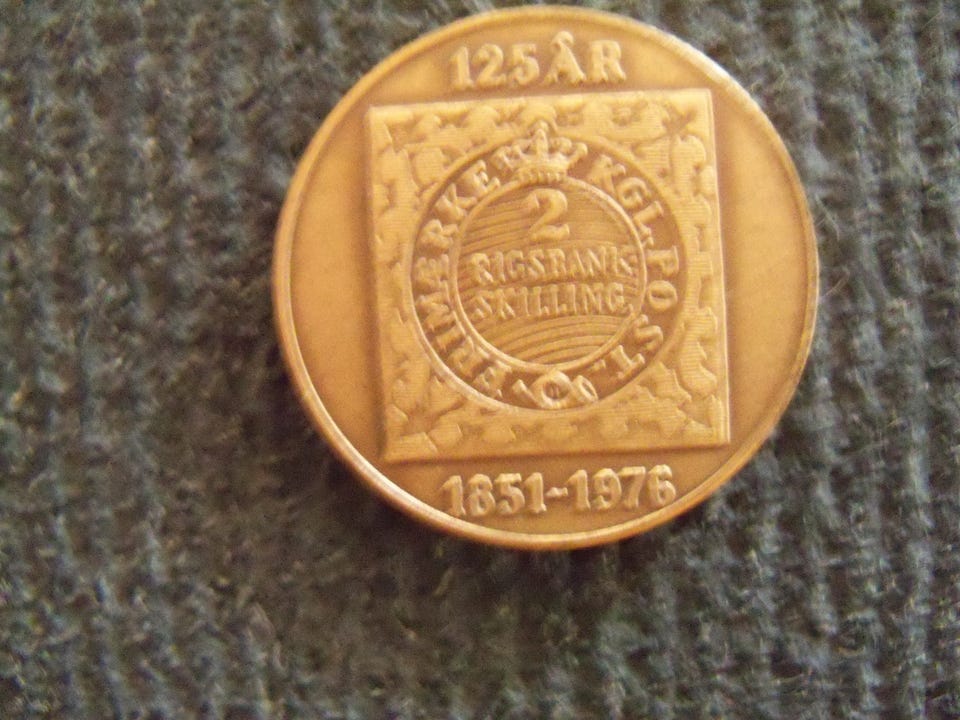 125 ÅR
KGL. POST.
FRIMÆRKE
2
RIGSBANK
SKILLING.
1851-1976